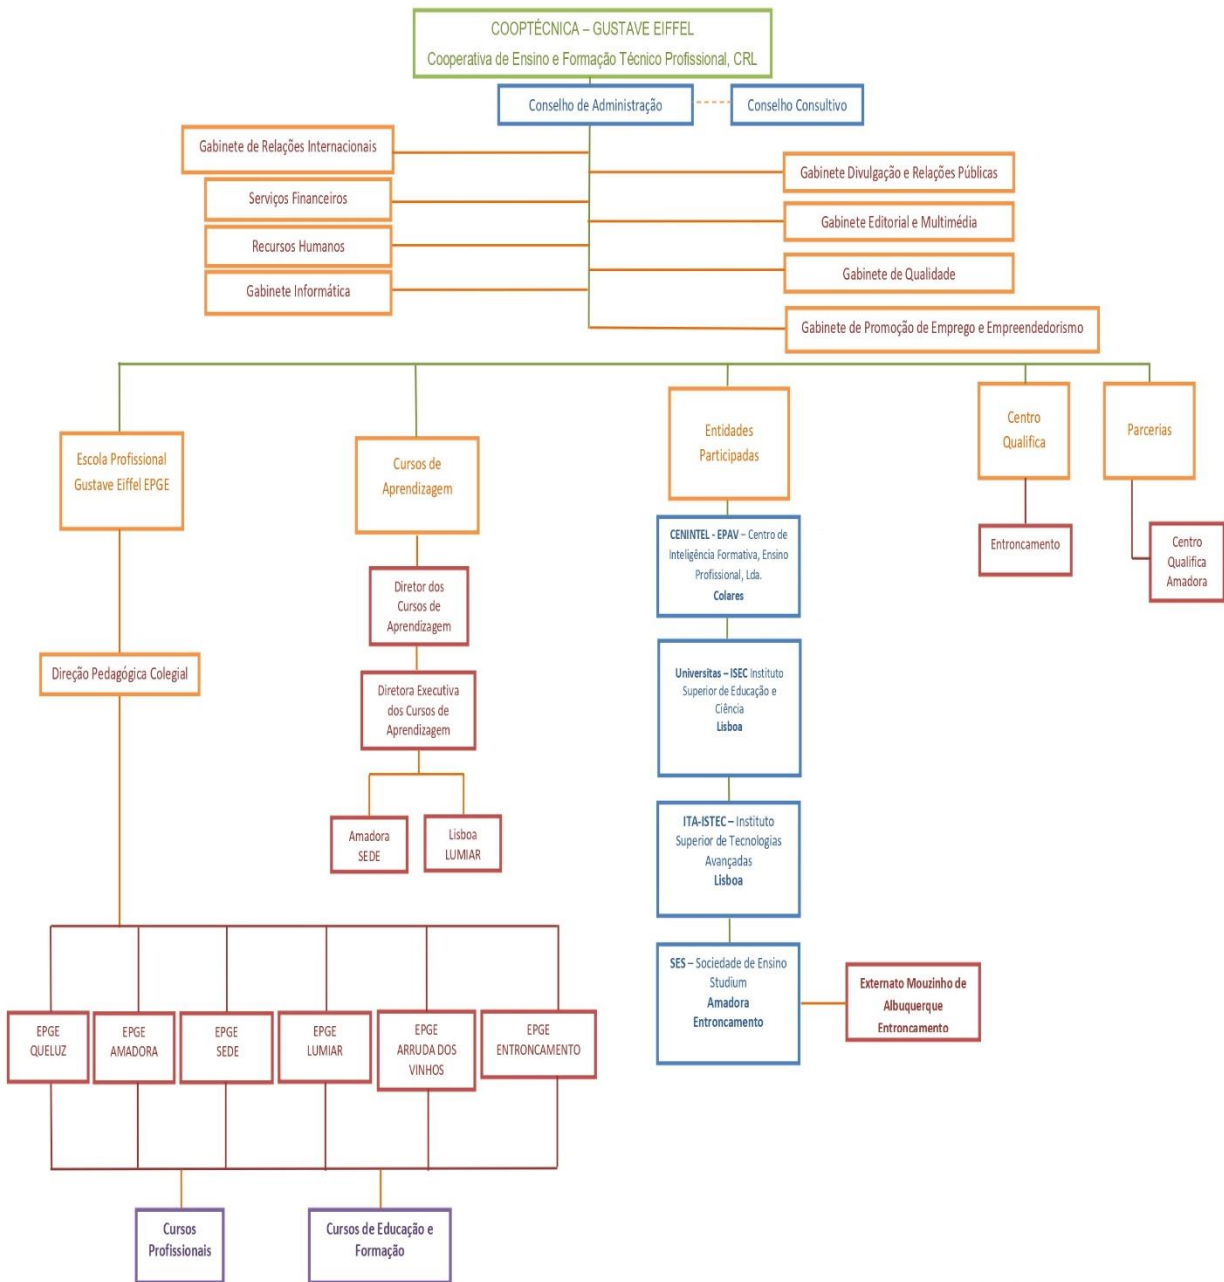 COOPTÉCNICA – GUSTAVE EIFFEL
Cooperativa de Ensino e Formação Técnico Profissional, CRL
Conselho de Administração
Conselho Consultivo
Gabinete de Relações Internacionais
Gabinete Divulgação e Relações Públicas
Serviços Financeiros
Gabinete Editorial e Multimédia
Recursos Humanos
Gabinete de Qualidade
Gabinete Informática
Gabinete de Promoção de Emprego e Empreendedorismo
Escola Profissional
Gustave Eiffel EPGE
Cursos de
Aprendizagem
Entidades
Participadas
Centro
Qualifica
Parcerias
Direção Pedagógica Colegial
Diretor dos
Cursos de
Aprendizagem
Diretora Executiva
dos Cursos de
Aprendizagem
Amadora
SEDE
Lisboa
LUMIAR
CENINTEL - EPAV – Centro de
Inteligência Formativa, Ensino
Profissional, Lda.
Colares
Universitas – ISEC Instituto
Superior de Educação e
Ciência
Lisboa
ITA-ISTEC – Instituto
Superior de Tecnologias
Avançadas
Lisboa
SES – Sociedade de Ensino
Studium
Amadora
Entroncamento
Externato Mouzinho de
Albuquerque
Entroncamento
Entroncamento
Centro
Qualifica
Amadora
EPGE
QUELUZ
EPGE
AMADORA
EPGE
SEDE
EPGE
LUMIAR
EPGE
ARRUDA DOS
VINHOS
EPGE
ENTRONCAMENTO
Cursos
Profissionais
Cursos de Educação e
Formação